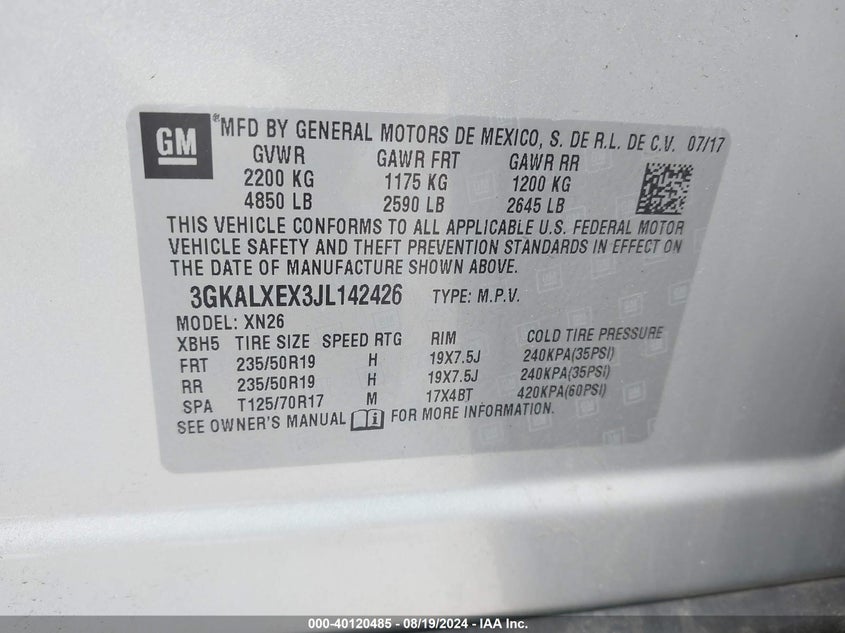 GM
®MFD BY GENERAL MOTORS DE MEXICO, S. DE R.L. DE C.V. 07/17
GVWR GAWR FRT GAWR RR
2200 KG 1175 KG 1200 KG
4850 LB 2590 LB 2645 LB
THIS VEHICLE CONFORMS TO ALL APPLICABLE U.S. FEDERAL MOTOR
VEHICLE SAFETY AND THEFT PREVENTION STANDARDS IN EFFECT ON
THE DATE OF MANUFACTURE SHOWN ABOVE.
3GKALXEX3JL142426 TYPE: M.P.V.
MODEL: XN26
XBH5 TIRE SIZE SPEED RTG RIM COLD TIRE PRESSURE
FRT 235/50R19 H 19X7.5J 240KPA(35PSI)
RR 235/50R19 H 19X7.5J 240KPA(35PSI)
SPA T125/70R17 M 17X4BT 420KPA(60PSI)
SEE OWNER'S MANUAL FOR MORE INFORMATION.
000-40120485 - 08/19/2024 - IAA Inc.